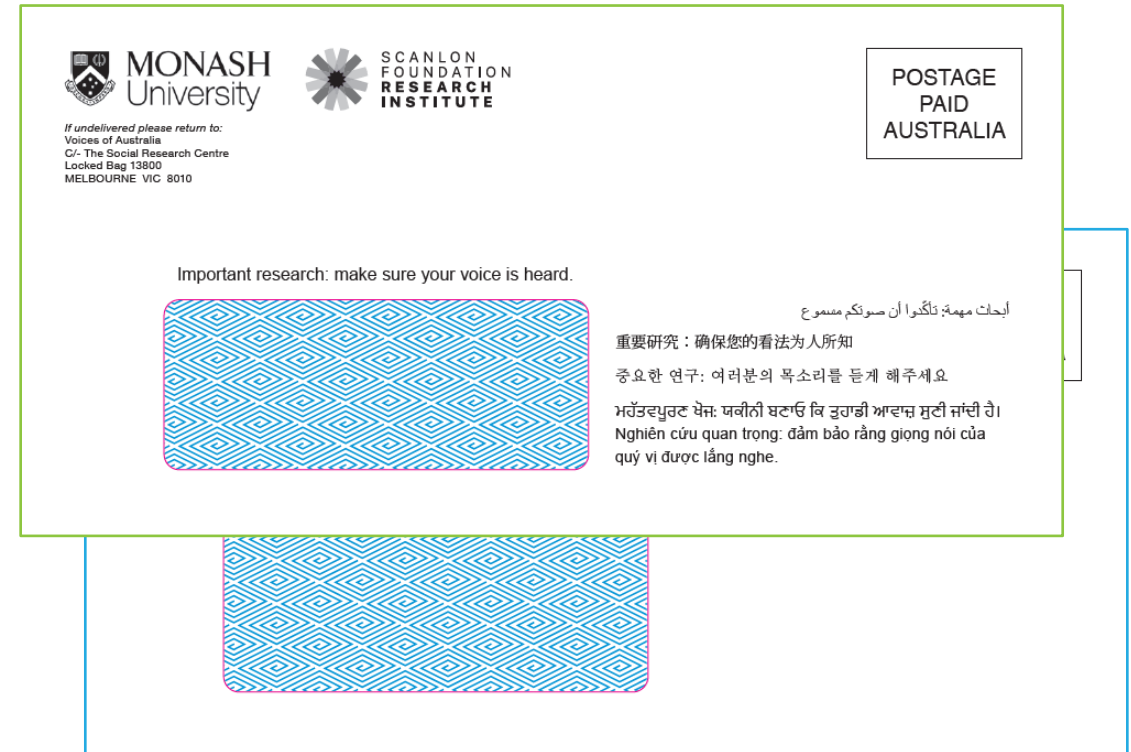 MONASH
University
SCANLON
FOUNDATION
RESEARCH
INSTITUTE
POSTAGE
PAID
AUSTRALIA
If undelivered please return to:
Voices of Australia
C/- The Social Research Centre
Locked Bag 13800
MELBOURNE VIC 8010
Important research: make sure your voice is heard.
أبحاث مهمة: تأكّدوا أن صوتكم مسموع
重要研究：确保您的看法为人所知
중요한 연구: 여러분의 목소리를 듣게 해주세요
ਮਹੱਤਵਪੂਰਣ ਖੋਜ: ਯਕੀਨੀ ਬਣਾਓ ਕਿ ਤੁਹਾਡੀ ਆਵਾਜ਼ ਸੁਣੀ ਜਾਂਦੀ ਹੈ।
Nghiên cứu quan trọng: đảm bảo rằng giọng nói của
quý vị được lắng nghe.